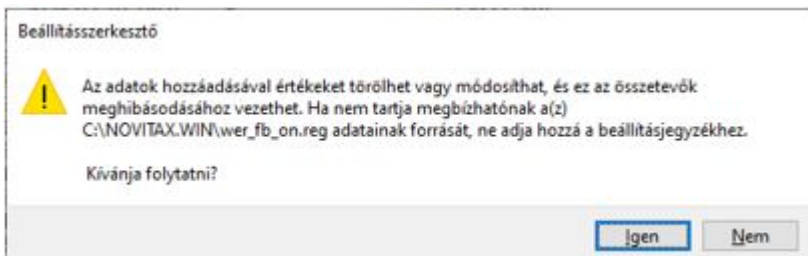 Beállításszerkesztő
Az adatok hozzáadásával értékeket törölhet vagy módosíthat, és ez az összetevők
meghibásodásához vezethet. Ha nem tartja megbízhatónak a(z)
C:\NOVITAX.WIN\wer_fb_on.reg adatainak forrását, ne adja hozzá a beállításjegyzékhez.
Kívánja folytatni?
Igen Nem